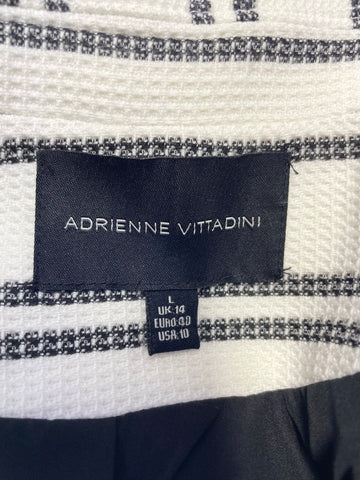 ADRIENNE VITTADINI
L
UK:14
EURO:40
USA:10